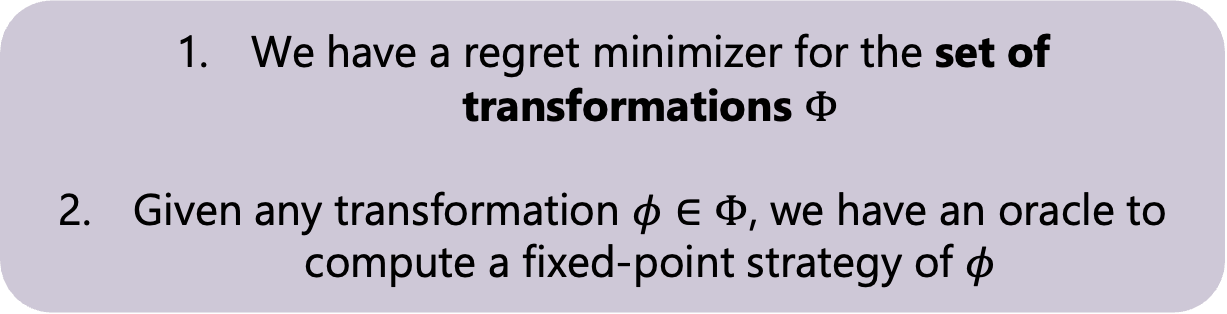 1. We have a regret minimizer for the set of
transformations Φ
2. Given any transformation 𝜙 ∈ Φ, we have an oracle to
compute a fixed-point strategy of 𝜙